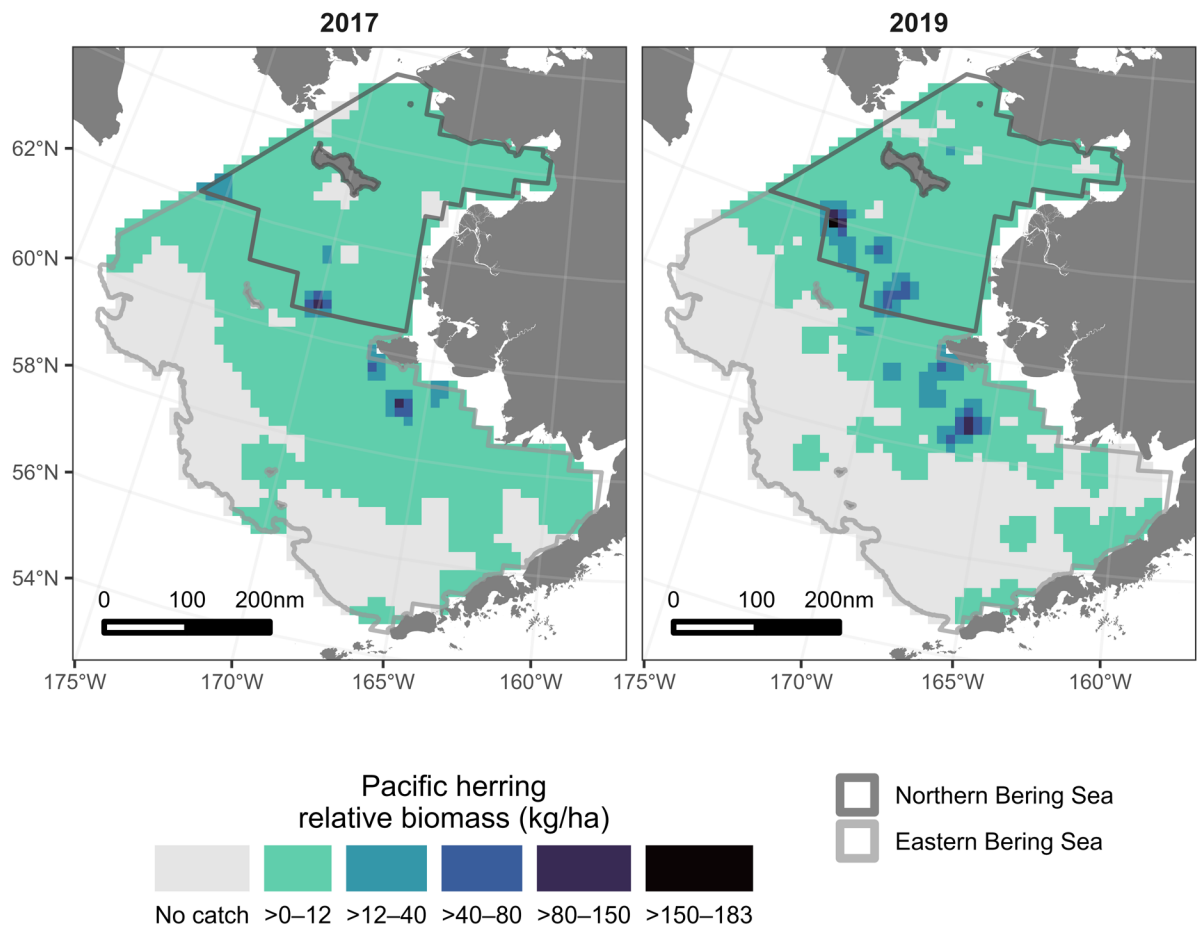 2017
2019
62°N
60°N
58°N
56°N
54°N
0 100 200nm
0 100 200nm
175°W 170°W 165°W 160°W 175°W 170°W 165°W 160°W
Pacific herring
relative biomass (kg/ha)
No catch >0–12 >12–40 >40–80 >80–150 >150–183
Northern Bering Sea
Eastern Bering Sea